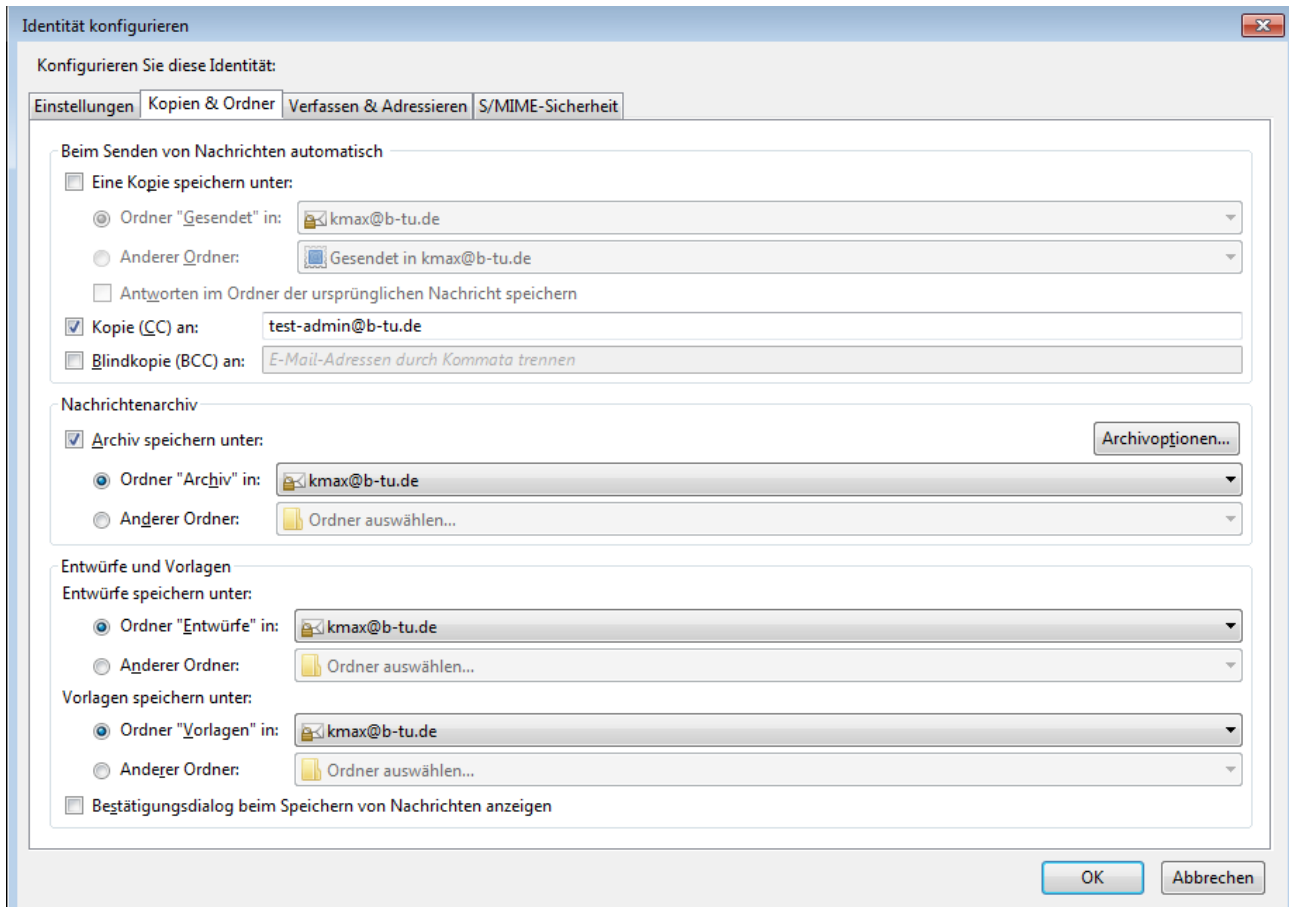 Identität konfigurieren
Konfigurieren Sie diese Identität:
Einstellungen Kopien & Ordner Verfassen & Adressieren S/MIME-Sicherheit
Beim Senden von Nachrichten automatisch
Eine Kopie speichern unter:
Ordner "Gesendet" in: kmax@b-tu.de
Anderer Ordner: Gesendet in kmax@b-tu.de
Antworten im Ordner der ursprünglichen Nachricht speichern
Kopie (CC) an: test-admin@b-tu.de
Blindkopie (BCC) an: E-Mail-Adressen durch Kommata trennen
Nachrichtenarchiv
Archiv speichern unter: Archivoptionen...
Ordner "Archiv" in: kmax@b-tu.de
Anderer Ordner: Ordner auswählen...
Entwürfe und Vorlagen
Entwürfe speichern unter:
Ordner "Entwürfe" in: kmax@b-tu.de
Anderer Ordner: Ordner auswählen...
Vorlagen speichern unter:
Ordner "Vorlagen" in: kmax@b-tu.de
Anderer Ordner: Ordner auswählen...
Bestätigungsdialog beim Speichern von Nachrichten anzeigen
OK Abbrechen